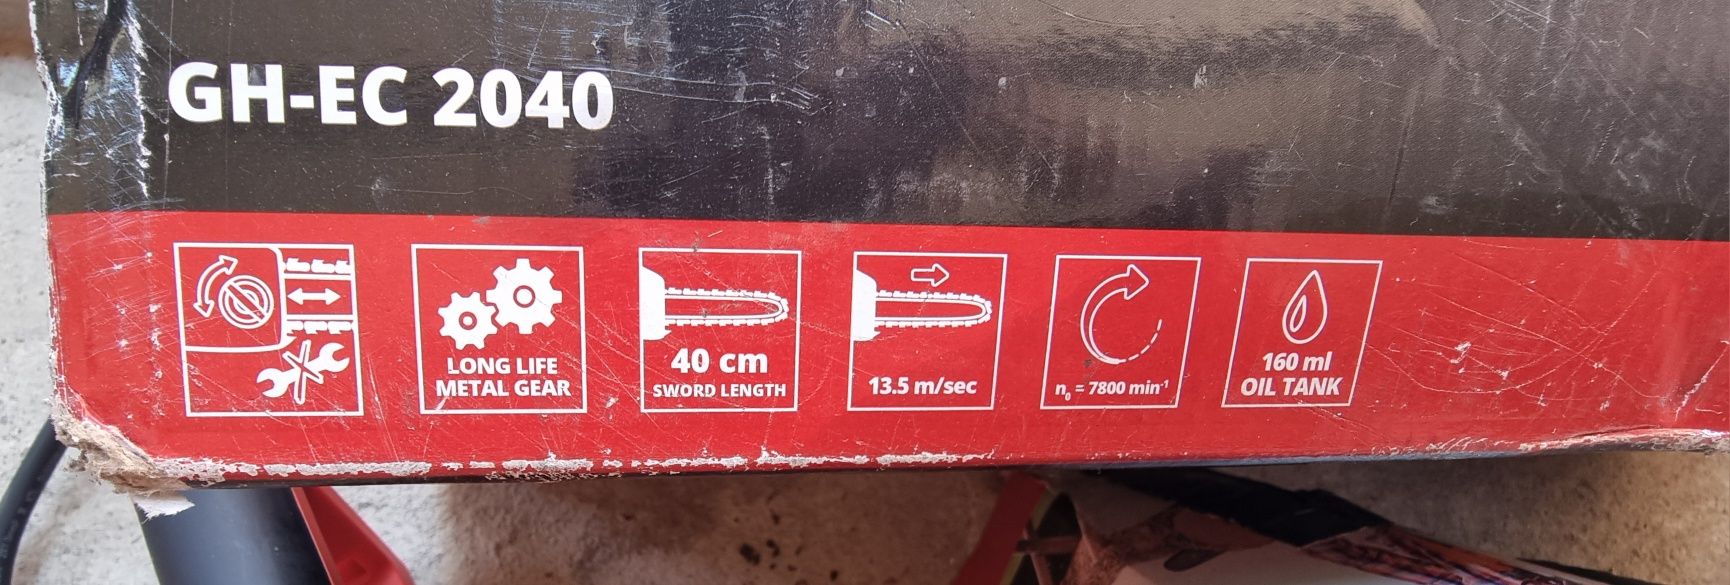 GH-EC 2040
LONG LIFE
METAL GEAR
40 cm
SWORD LENGTH
13.5 m/sec
n₀ = 7800 min⁻¹
160 ml
OIL TANK